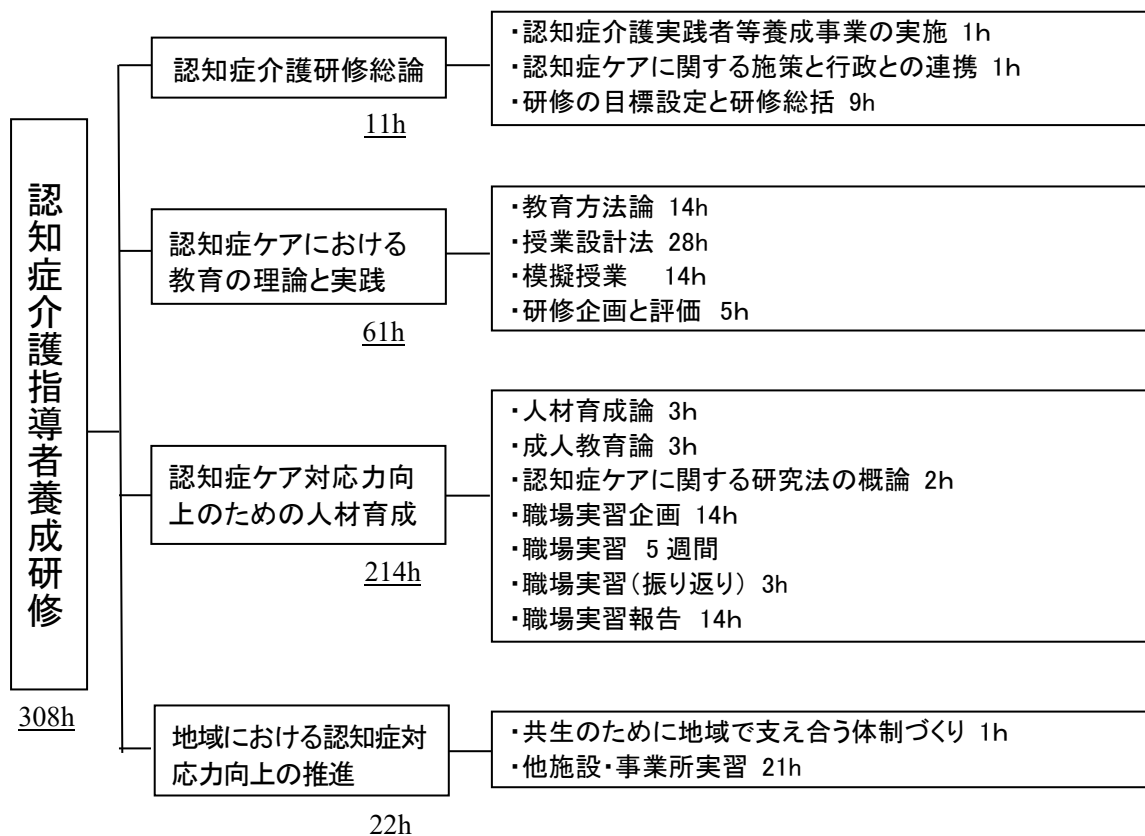 認知症介護指導者養成研修
308h
認知症介護研修総論
11h
・認知症介護実践者等養成事業の実施 1h
・認知症ケアに関する施策と行政との連携 1h
・研修の目標設定と研修総括 9h
認知症ケアにおける
教育の理論と実践
61h
・教育方法論 14h
・授業設計法 28h
・模擬授業 14h
・研修企画と評価 5h
認知症ケア対応力向
上のための人材育成
214h
・人材育成論 3h
・成人教育論 3h
・認知症ケアに関する研究法の概論 2h
・職場実習企画 14h
・職場実習 5週間
・職場実習(振り返り) 3h
・職場実習報告 14h
地域における認知症対
応力向上の推進
22h
・共生のために地域で支え合う体制づくり 1h
・他施設・事業所実習 21h